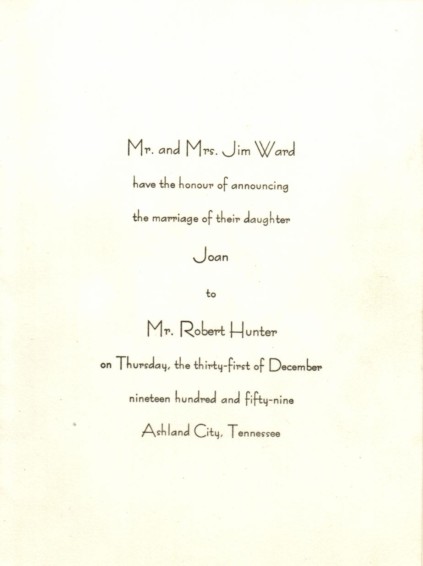 Mr. and Mrs. Jim Ward
have the honour of announcing
the marriage of their daughter
Joan
to
Mr. Robert Hunter
on Thursday, the thirty-first of December
nineteen hundred and fifty-nine
Ashland City, Tennessee